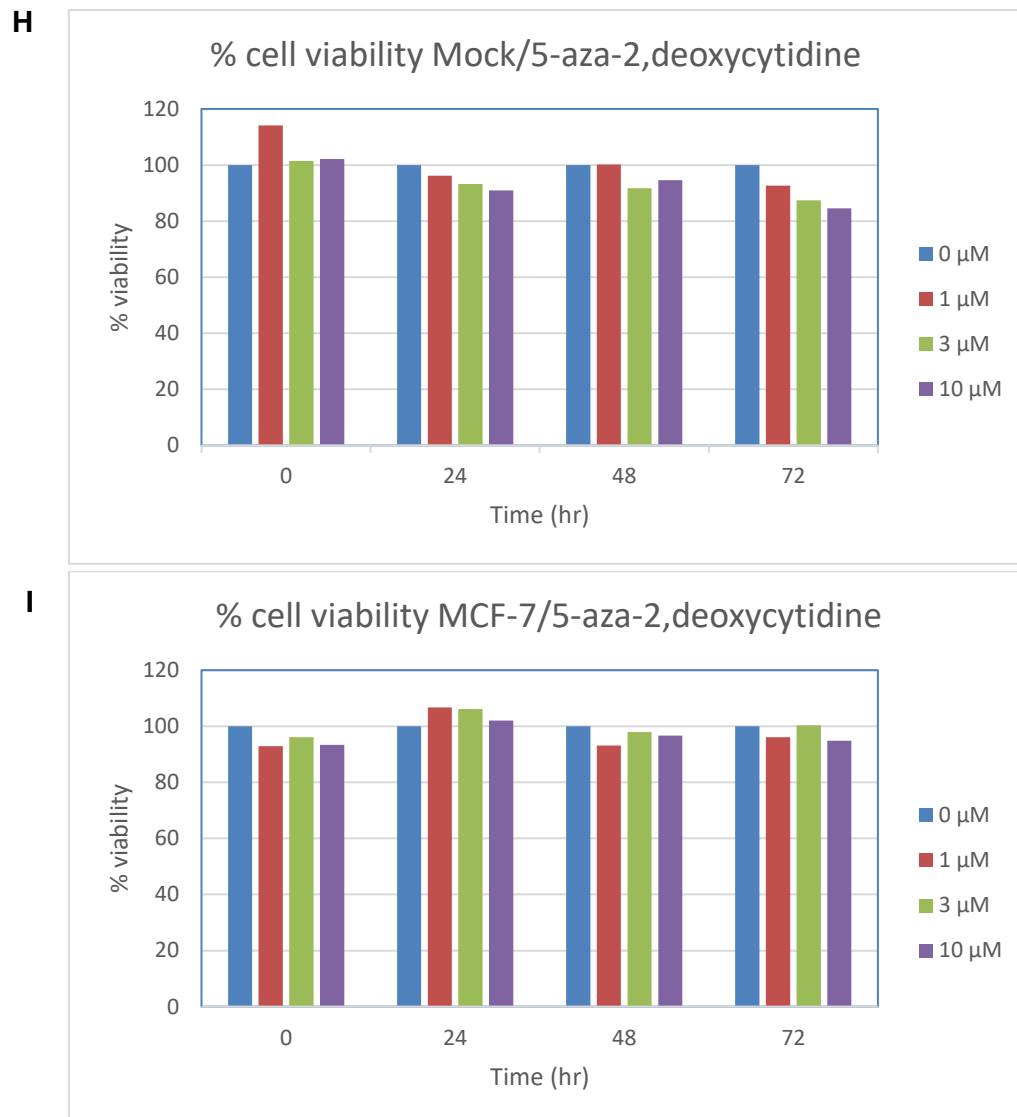 H
% cell viability Mock/5-aza-2,deoxycytidine
120
100
80
60
40
20
0
% viability
0 24 48 72
Time (hr)
0 µM
1 µM
3 µM
10 µM
I
% cell viability MCF-7/5-aza-2,deoxycytidine
120
100
80
60
40
20
0
% viability
0 24 48 72
Time (hr)
0 µM
1 µM
3 µM
10 µM